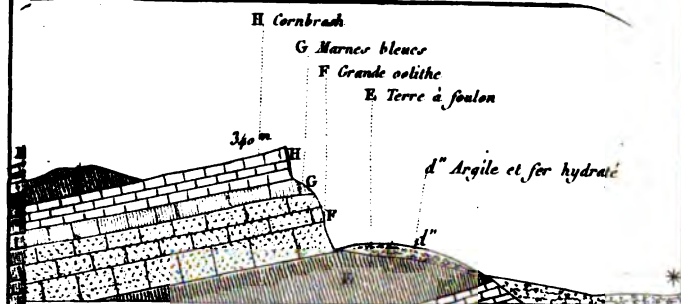 H Cornbrash
G Marnes bleues
F Grande oolithe
E Terre à foulon
340 m
H
d" Argile et fer hydraté
G
F
d"
E